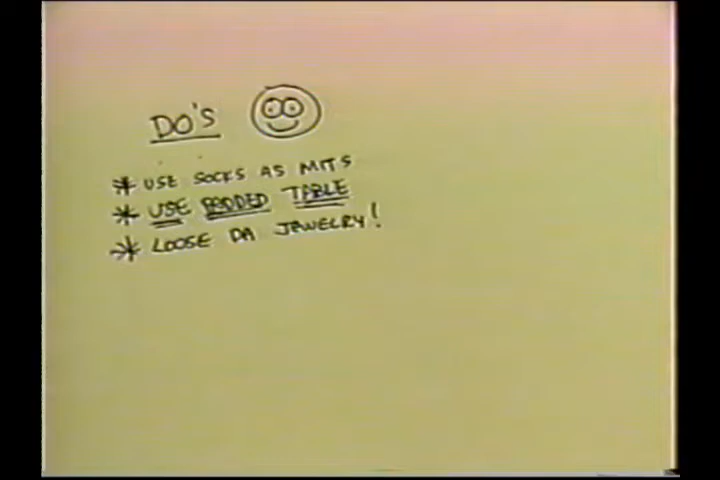 DO'S
* USE SOCKS AS MITS
* USE PADDED TABLE
* LOOSE DA JEWELRY!